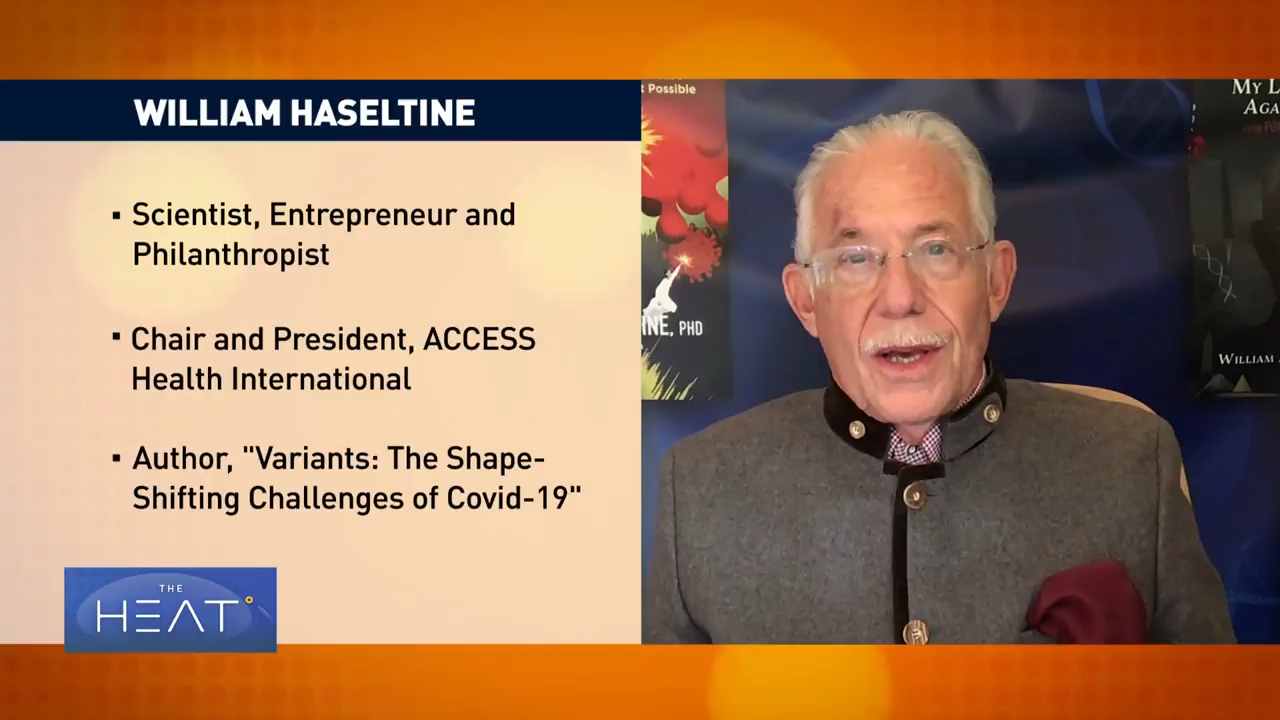 WILLIAM HASELTINE
▪ Scientist, Entrepreneur and
Philanthropist
▪ Chair and President, ACCESS
Health International
▪ Author, "Variants: The Shape-
Shifting Challenges of Covid-19"
THE
HEAT
Possible
PHD
MY
WILLIAM